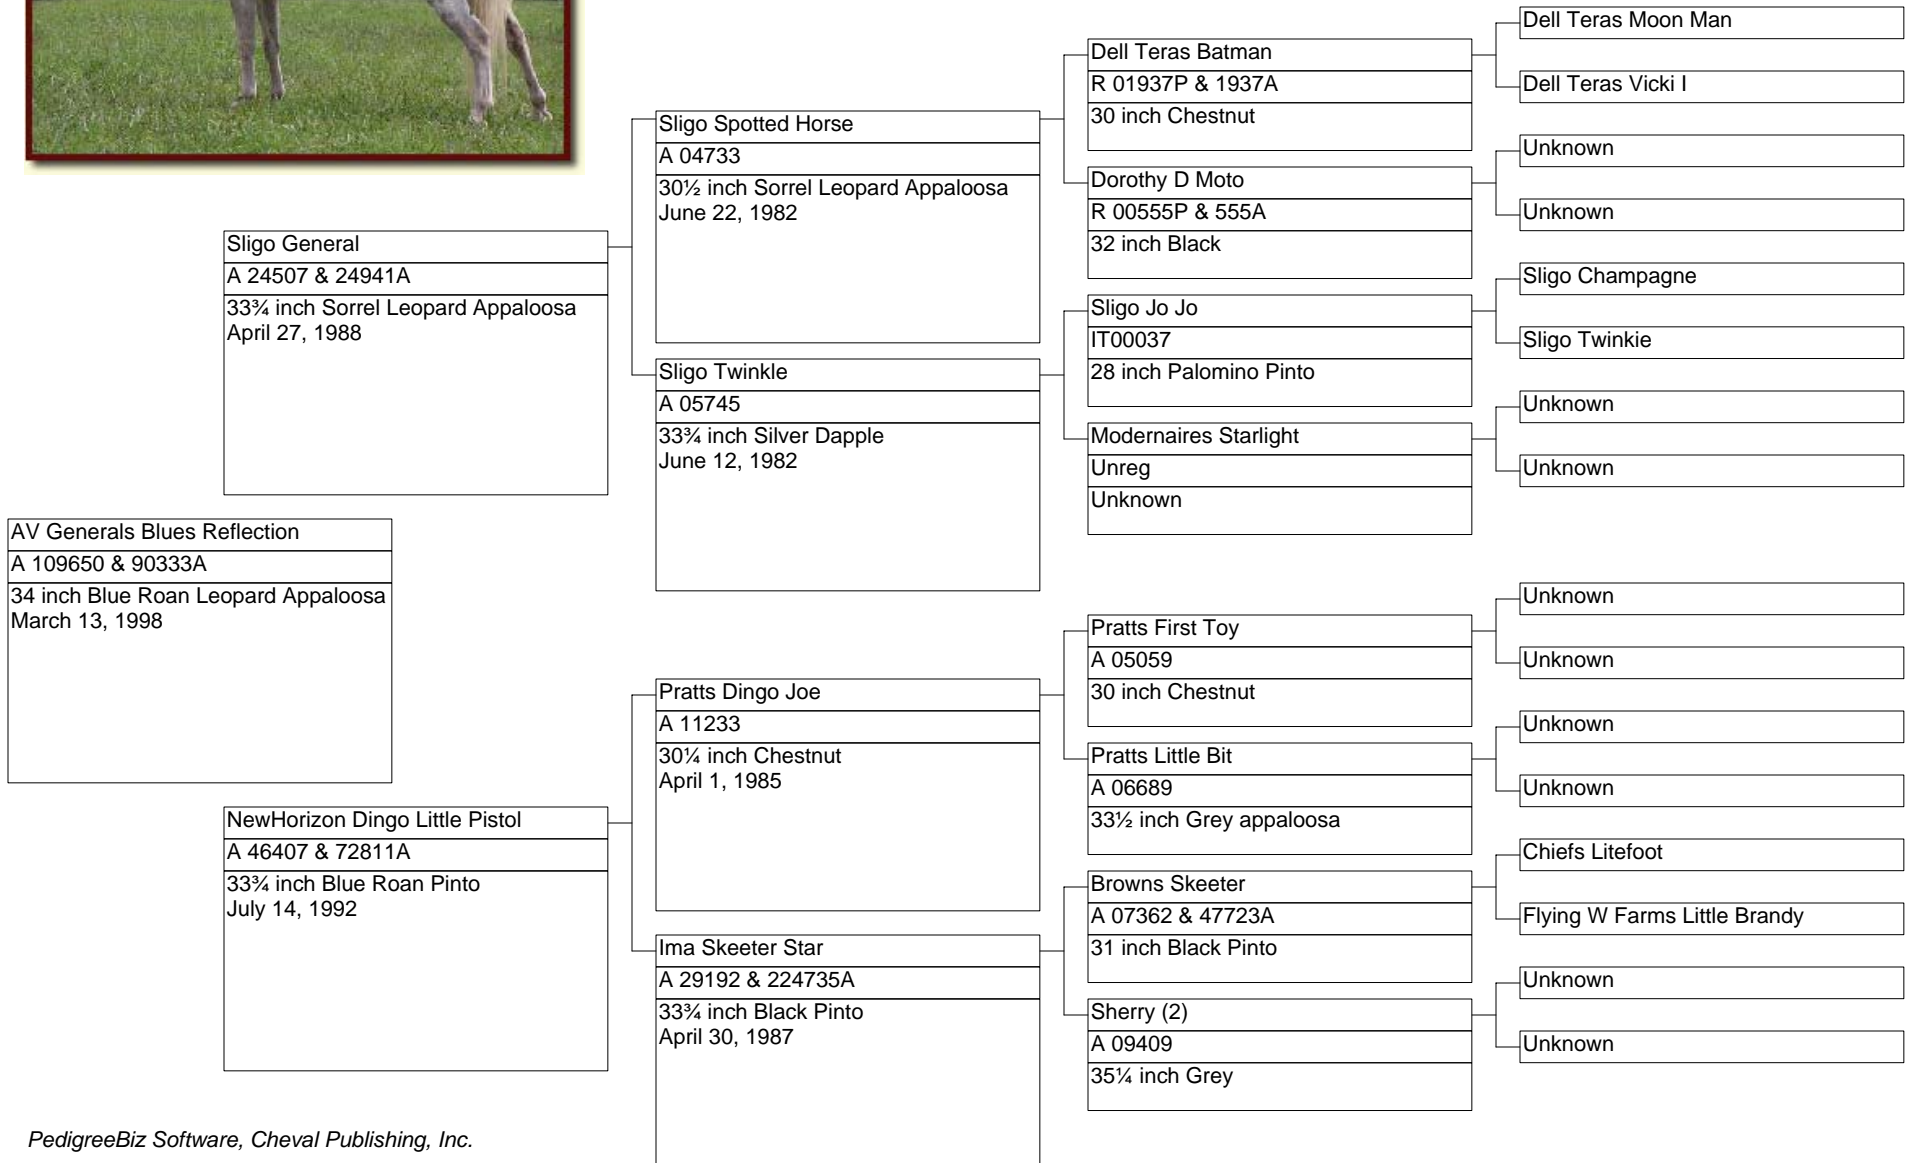 Dell Teras Moon Man
Dell Teras Batman
R 01937P & 1937A
30 inch Chestnut
Dell Teras Vicki I
Sligo Spotted Horse
A 04733
30½ inch Sorrel Leopard Appaloosa
June 22, 1982
Unknown
Dorothy D Moto
R 00555P & 555A
32 inch Black
Unknown
Sligo General
A 24507 & 24941A
33¾ inch Sorrel Leopard Appaloosa
April 27, 1988
Sligo Champagne
Sligo Jo Jo
IT00037
28 inch Palomino Pinto
Sligo Twinkie
Sligo Twinkle
A 05745
33¾ inch Silver Dapple
June 12, 1982
Unknown
Modernaires Starlight
Unreg
Unknown
Unknown
AV Generals Blues Reflection
A 109650 & 90333A
34 inch Blue Roan Leopard Appaloosa
March 13, 1998
Unknown
Pratts First Toy
A 05059
30 inch Chestnut
Unknown
Pratts Dingo Joe
A 11233
30¼ inch Chestnut
April 1, 1985
Unknown
Pratts Little Bit
A 06689
33½ inch Grey appaloosa
Unknown
NewHorizon Dingo Little Pistol
A 46407 & 72811A
33¾ inch Blue Roan Pinto
July 14, 1992
Chiefs Litefoot
Browns Skeeter
A 07362 & 47723A
31 inch Black Pinto
Flying W Farms Little Brandy
Ima Skeeter Star
A 29192 & 224735A
33¾ inch Black Pinto
April 30, 1987
Unknown
Sherry (2)
A 09409
35¼ inch Grey
Unknown
PedigreeBiz Software, Cheval Publishing, Inc.